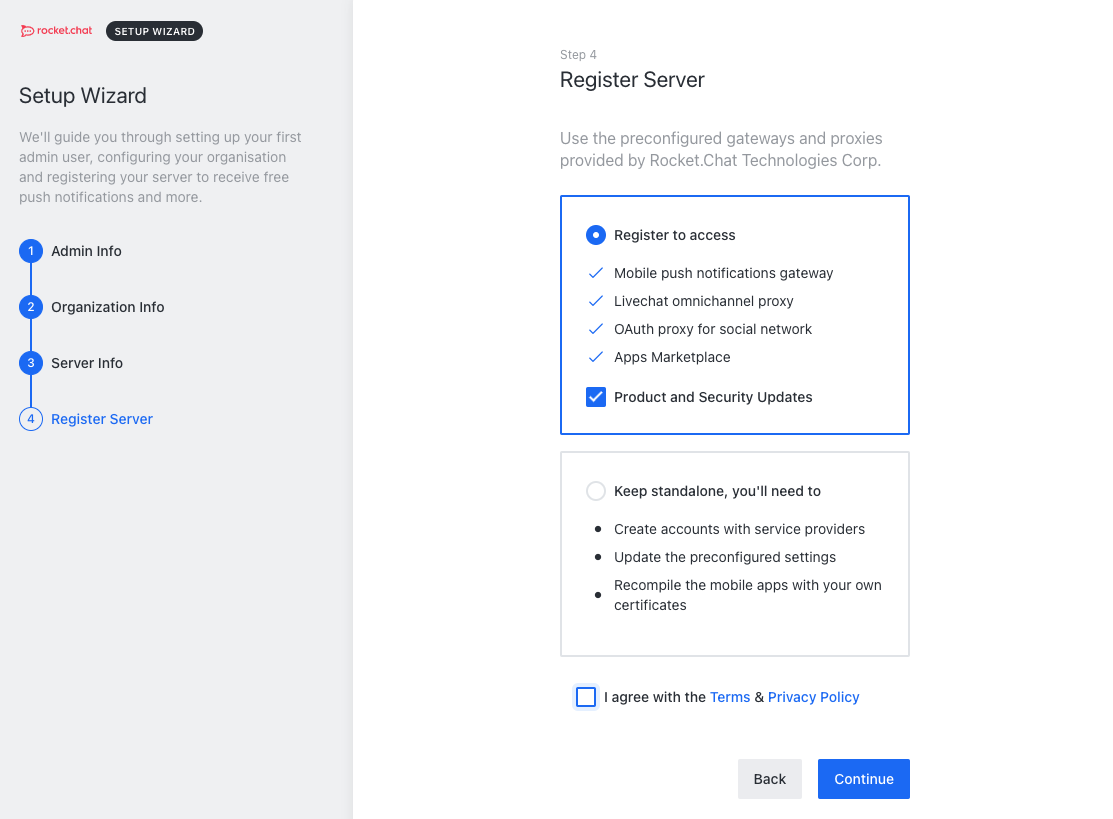 rocket.chat SETUP WIZARD
Setup Wizard
We'll guide you through setting up your first
admin user, configuring your organisation
and registering your server to receive free
push notifications and more.
1 Admin Info
2 Organization Info
3 Server Info
4 Register Server
Step 4
Register Server
Use the preconfigured gateways and proxies
provided by Rocket.Chat Technologies Corp.
Register to access
Mobile push notifications gateway
Livechat omnichannel proxy
OAuth proxy for social network
Apps Marketplace
Product and Security Updates
Keep standalone, you'll need to
Create accounts with service providers
Update the preconfigured settings
Recompile the mobile apps with your own
certificates
I agree with the Terms & Privacy Policy
Back Continue